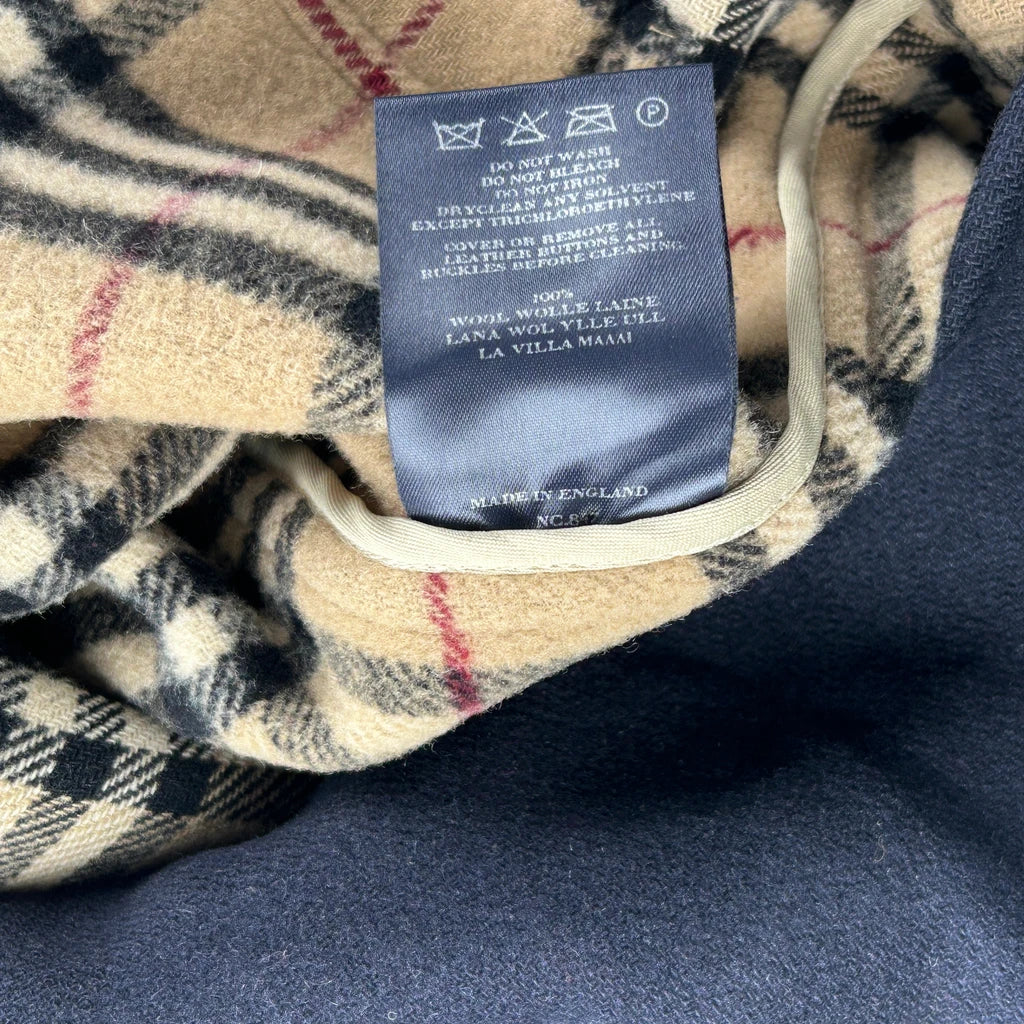 P
DO NOT WASH
DO NOT BLEACH
DO NOT IRON
DRYCLEAN ANY SOLVENT
EXCEPT TRICHLOROETHYLENE
COVER OR REMOVE ALL
LEATHER BUTTONS AND
BUCKLES BEFORE CLEANING
100%
WOOL WOLLE LAINE
LANA WOL YLLE ULL
LA VILLA MAAAI
MADE IN ENGLAND